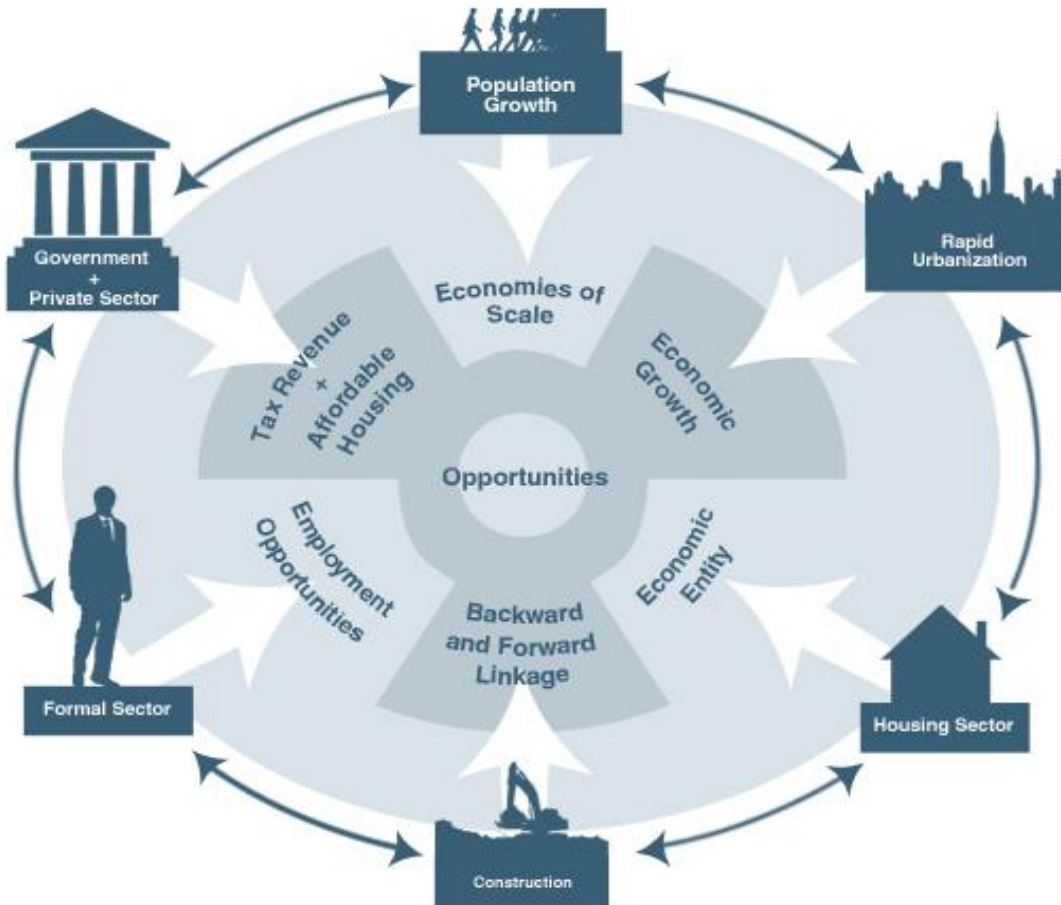 Population
Growth
Government
+
Private Sector
Rapid
Urbanization
Economies of
Scale
Tax Revenue
+
Affordable
Housing
Economic
Growth
Opportunities
Employment
Opportunities
Economic
Entity
Backward
and Forward
Linkage
Formal Sector
Housing Sector
Construction